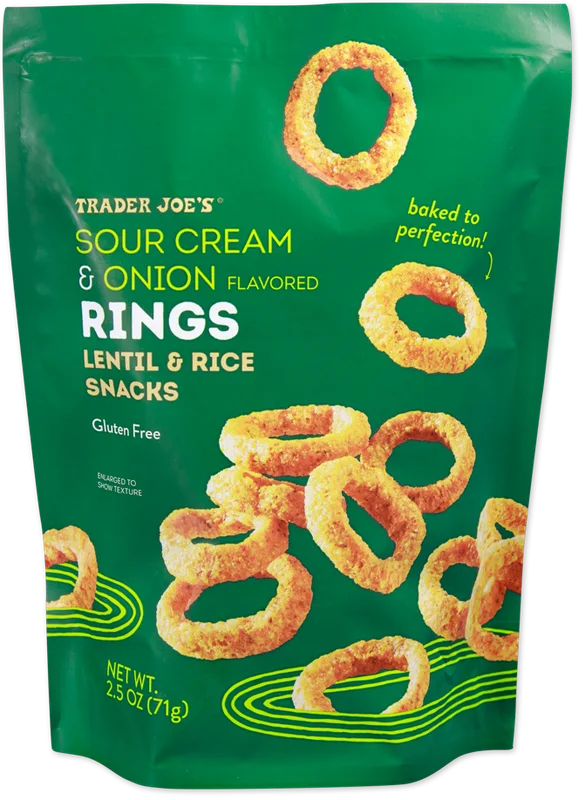 TRADER JOE'S®
SOUR CREAM
& ONION FLAVORED
RINGS
LENTIL & RICE
SNACKS
Gluten Free
ENLARGED TO
SHOW TEXTURE
baked to
perfection!
NET WT.
2.5 OZ (71g)